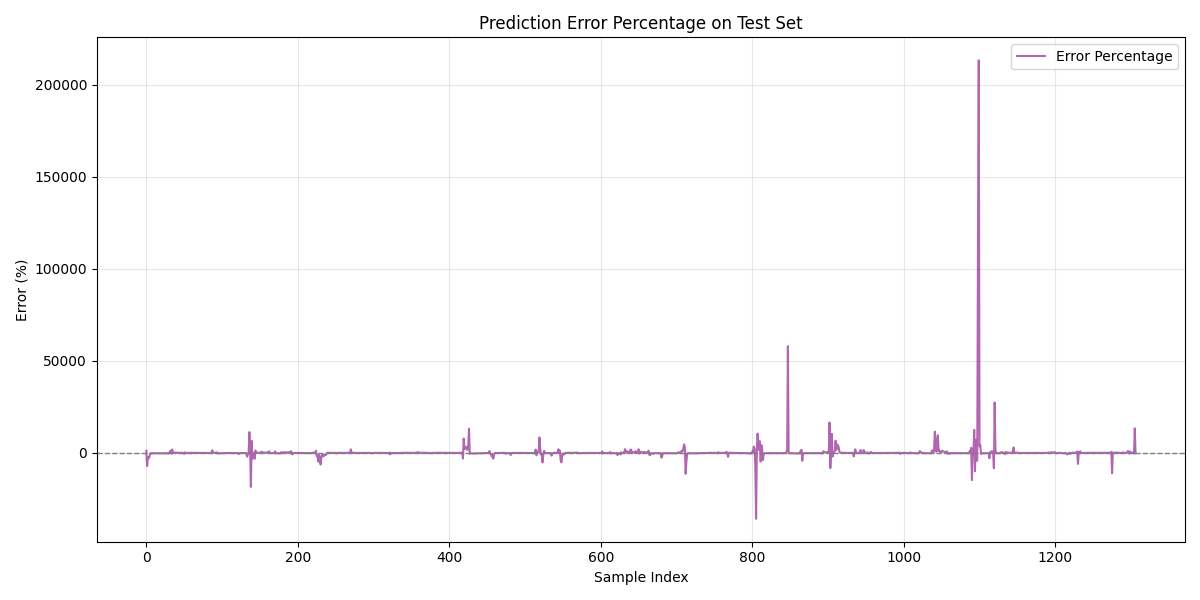 Prediction Error Percentage on Test Set
Error Percentage
200000
150000
100000
50000
0
Error (%)
0 200 400 600 800 1000 1200
Sample Index